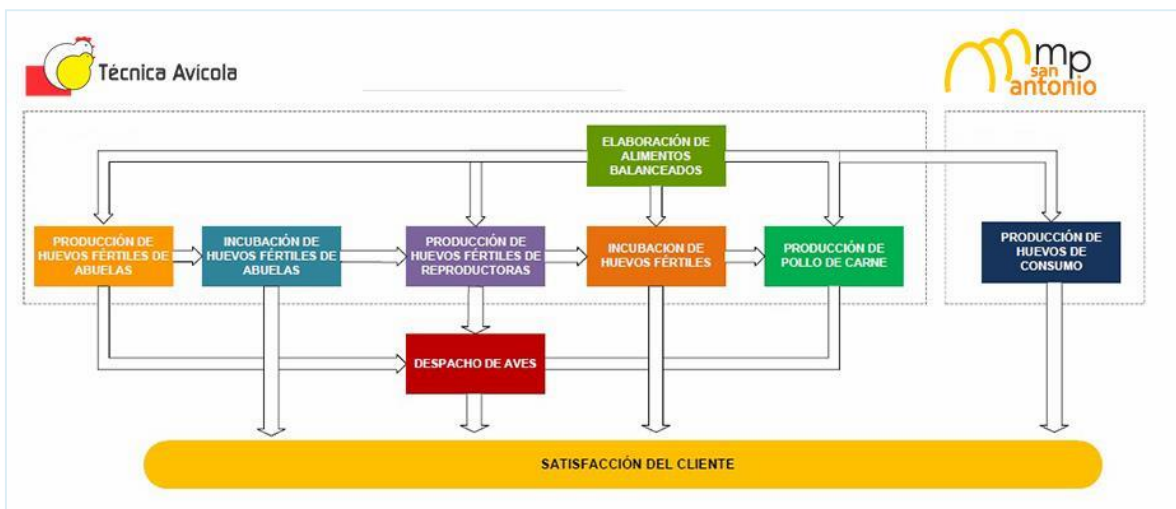 Técnica Avícola
mp
san
antonio
ELABORACIÓN DE
ALIMENTOS
BALANCEADOS
PRODUCCIÓN DE
HUEVOS FÉRTILES DE
ABUELAS
INCUBACIÓN DE
HUEVOS FÉRTILES DE
ABUELAS
PRODUCCIÓN DE
HUEVOS FÉRTILES DE
REPRODUCTORAS
INCUBACION DE
HUEVOS FÉRTILES
PRODUCCIÓN DE
POLLO DE CARNE
PRODUCCIÓN DE
HUEVOS DE
CONSUMO
DESPACHO DE AVES
SATISFACCIÓN DEL CLIENTE